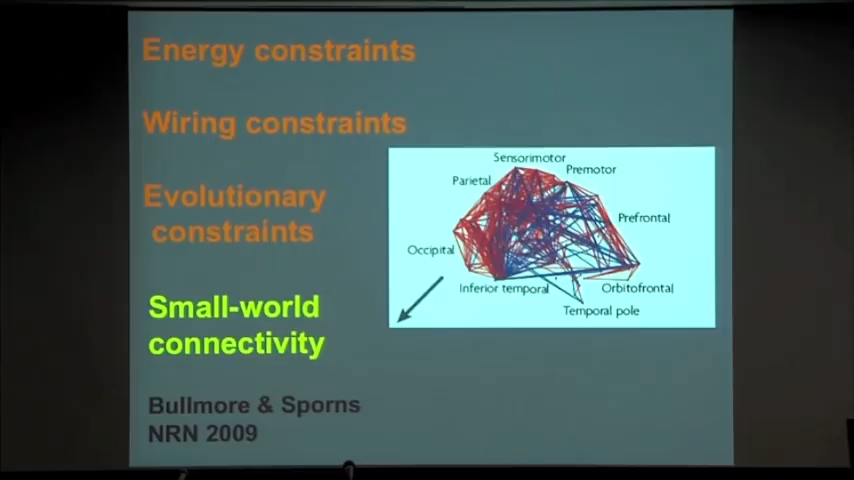 Energy constraints
Wiring constraints
Evolutionary
constraints
Small-world
connectivity
Bullmore & Sporns
NRN 2009
Sensorimotor
Premotor
Parietal
Prefrontal
Occipital
Inferior temporal
Orbitofrontal
Temporal pole